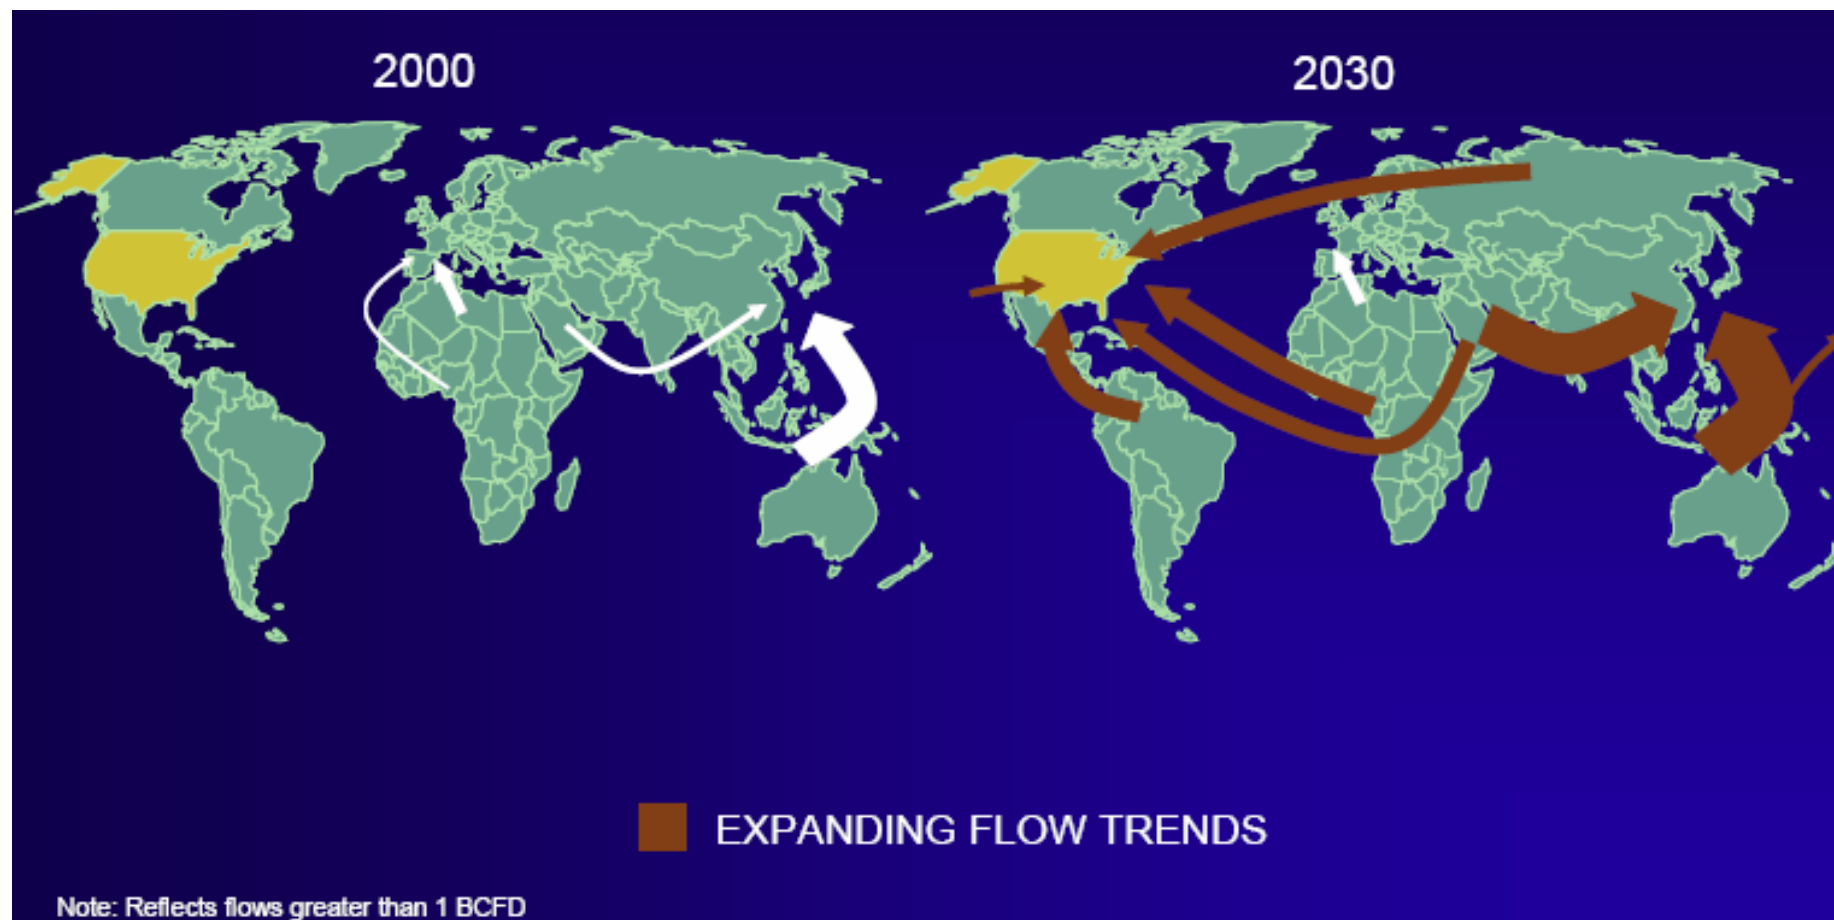 2000
2030
EXPANDING FLOW TRENDS
Note: Reflects flows greater than 1 BCFD